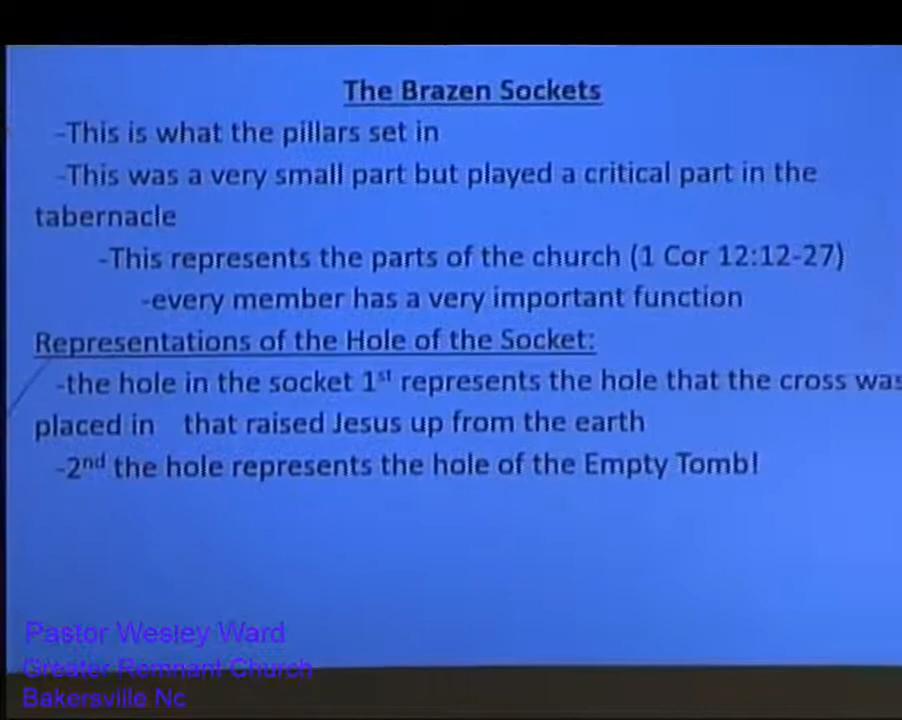 The Brazen Sockets
-This is what the pillars set in
-This was a very small part but played a critical part in the
tabernacle
-This represents the parts of the church (1 Cor 12:12-27)
-every member has a very important function
Representations of the Hole of the Socket:
-the hole in the socket 1st represents the hole that the cross was
placed in that raised Jesus up from the earth
-2nd the hole represents the hole of the Empty Tomb!
Pastor Wesley Ward
Greater Remnant Church
Bakersville Nc